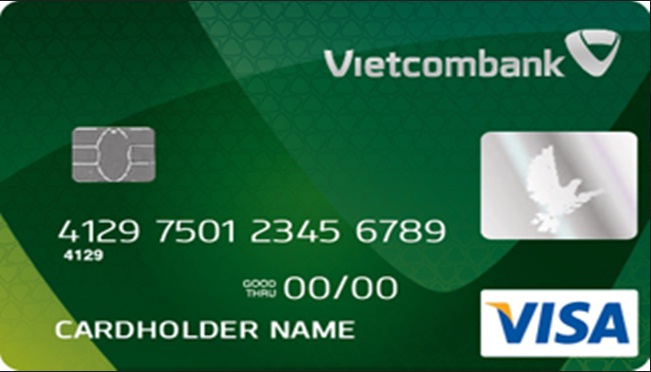 Vietcombank
4129 7501 2345 6789
4129
GOOD THRU 00/00
CARDHOLDER NAME
VISA